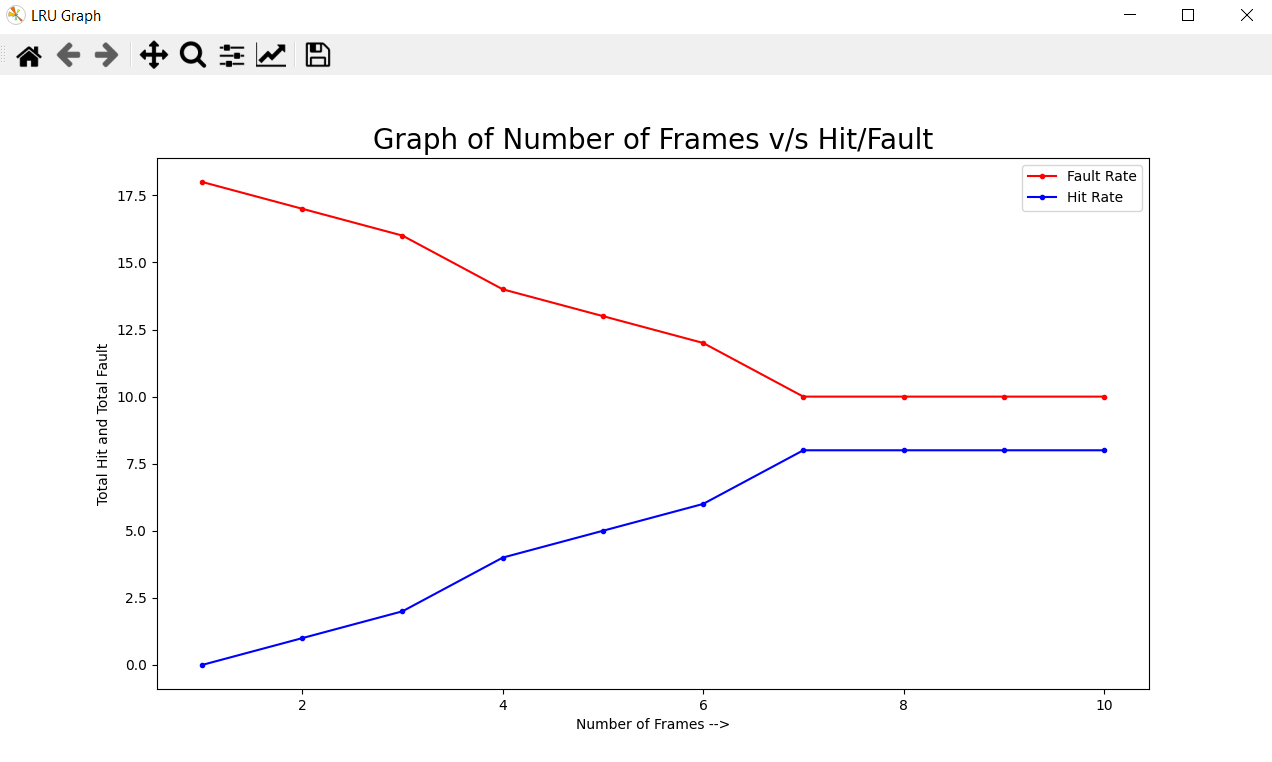 LRU Graph
Graph of Number of Frames v/s Hit/Fault
Fault Rate
Hit Rate
17.5
15.0
12.5
10.0
7.5
5.0
2.5
0.0
Total Hit and Total Fault
2 4 6 8 10
Number of Frames -->